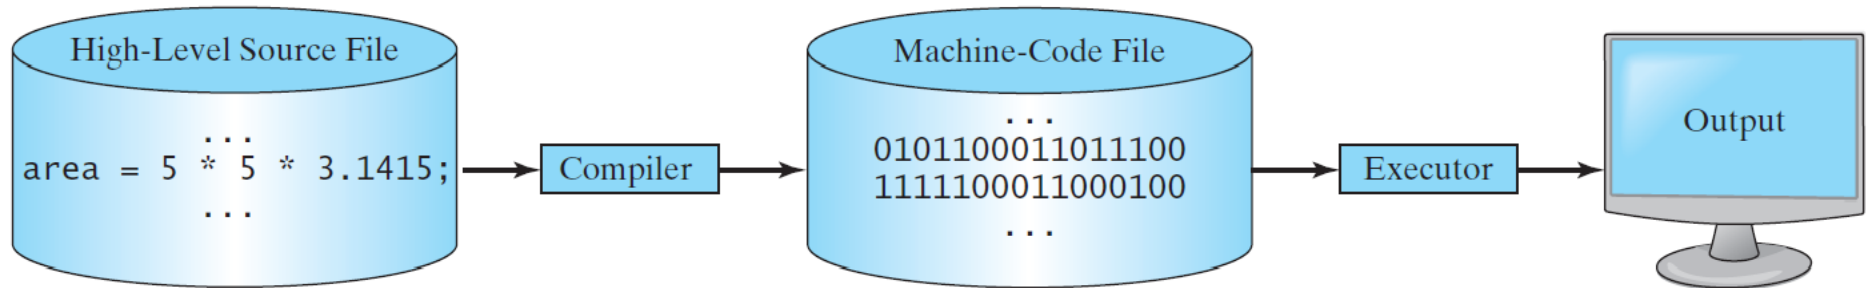 High-Level Source File
...
area = 5 * 5 * 3.1415;
...
Compiler
Machine-Code File
...
0101100011011100
1111100011000100
...
Executor
Output